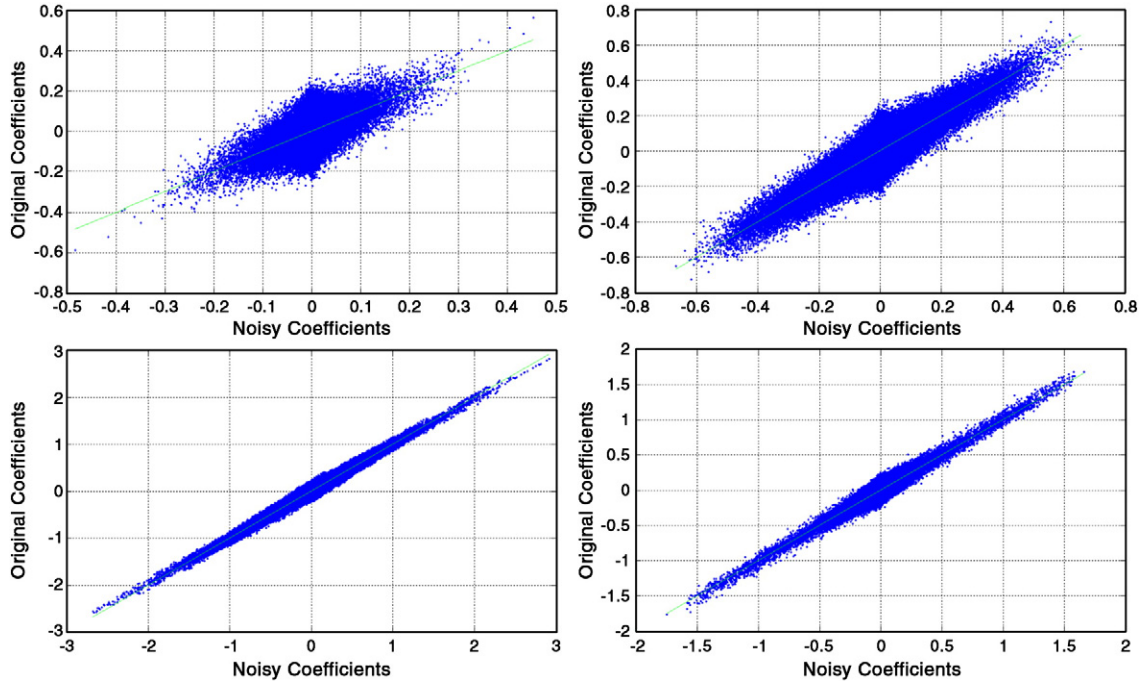 0.6
0.4
0.2
0
-0.2
-0.4
-0.6
-0.8
Original Coefficients
-0.5 -0.4 -0.3 -0.2 -0.1 0 0.1 0.2 0.3 0.4 0.5
Noisy Coefficients
0.8
0.6
0.4
0.2
0
-0.2
-0.4
-0.6
-0.8
Original Coefficients
-0.8 -0.6 -0.4 -0.2 0 0.2 0.4 0.6 0.8
Noisy Coefficients
3
2
1
0
-1
-2
-3
Original Coefficients
-3 -2 -1 0 1 2 3
Noisy Coefficients
2
1.5
1
0.5
0
-0.5
-1
-1.5
-2
Original Coefficients
-2 -1.5 -1 -0.5 0 0.5 1 1.5 2
Noisy Coefficients